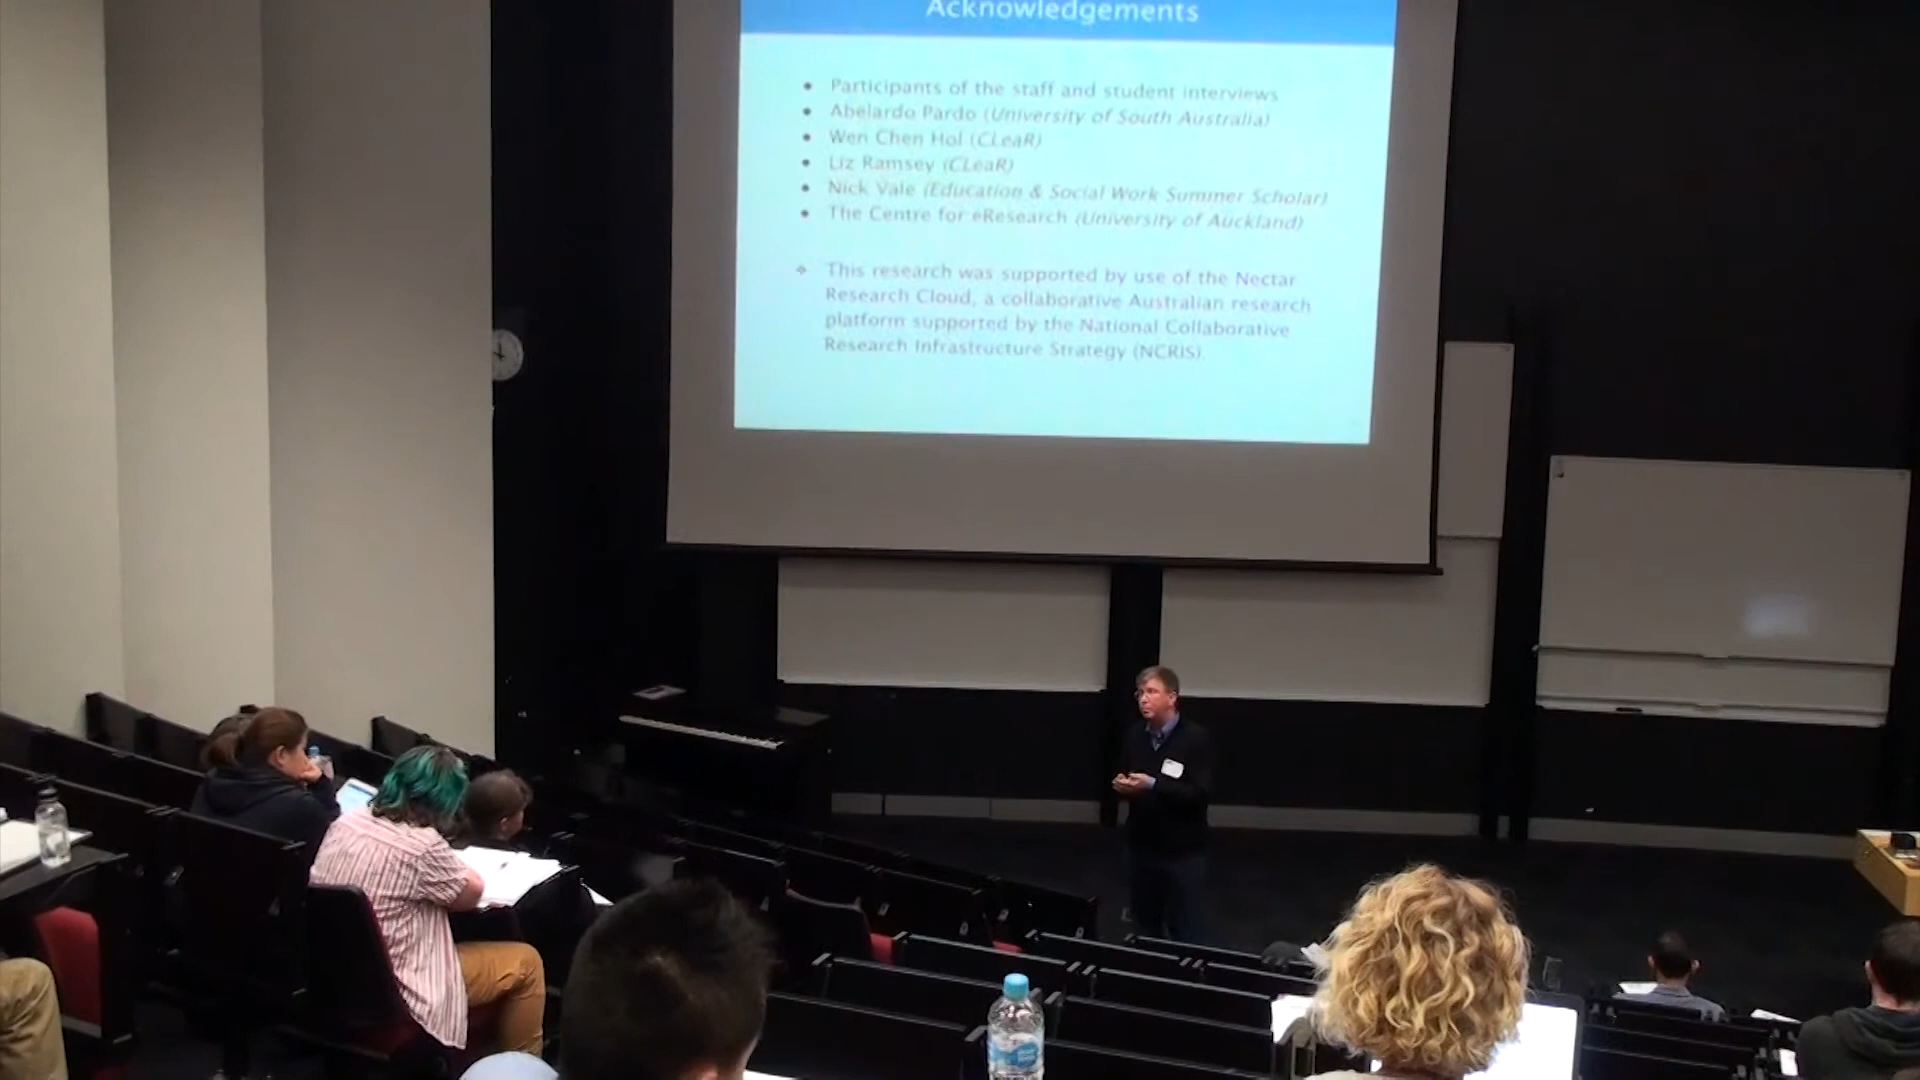 Acknowledgements
• Participants of the staff and student interviews
• Abelardo Pardo (University of South Australia)
• Wen Chen Hol (CLeaR)
• Liz Ramsey (CLeaR)
• Nick Vale (Education & Social Work Summer Scholar)
• The Centre for eResearch (University of Auckland)
❖ This research was supported by use of the Nectar
Research Cloud, a collaborative Australian research
platform supported by the National Collaborative
Research Infrastructure Strategy (NCRIS).